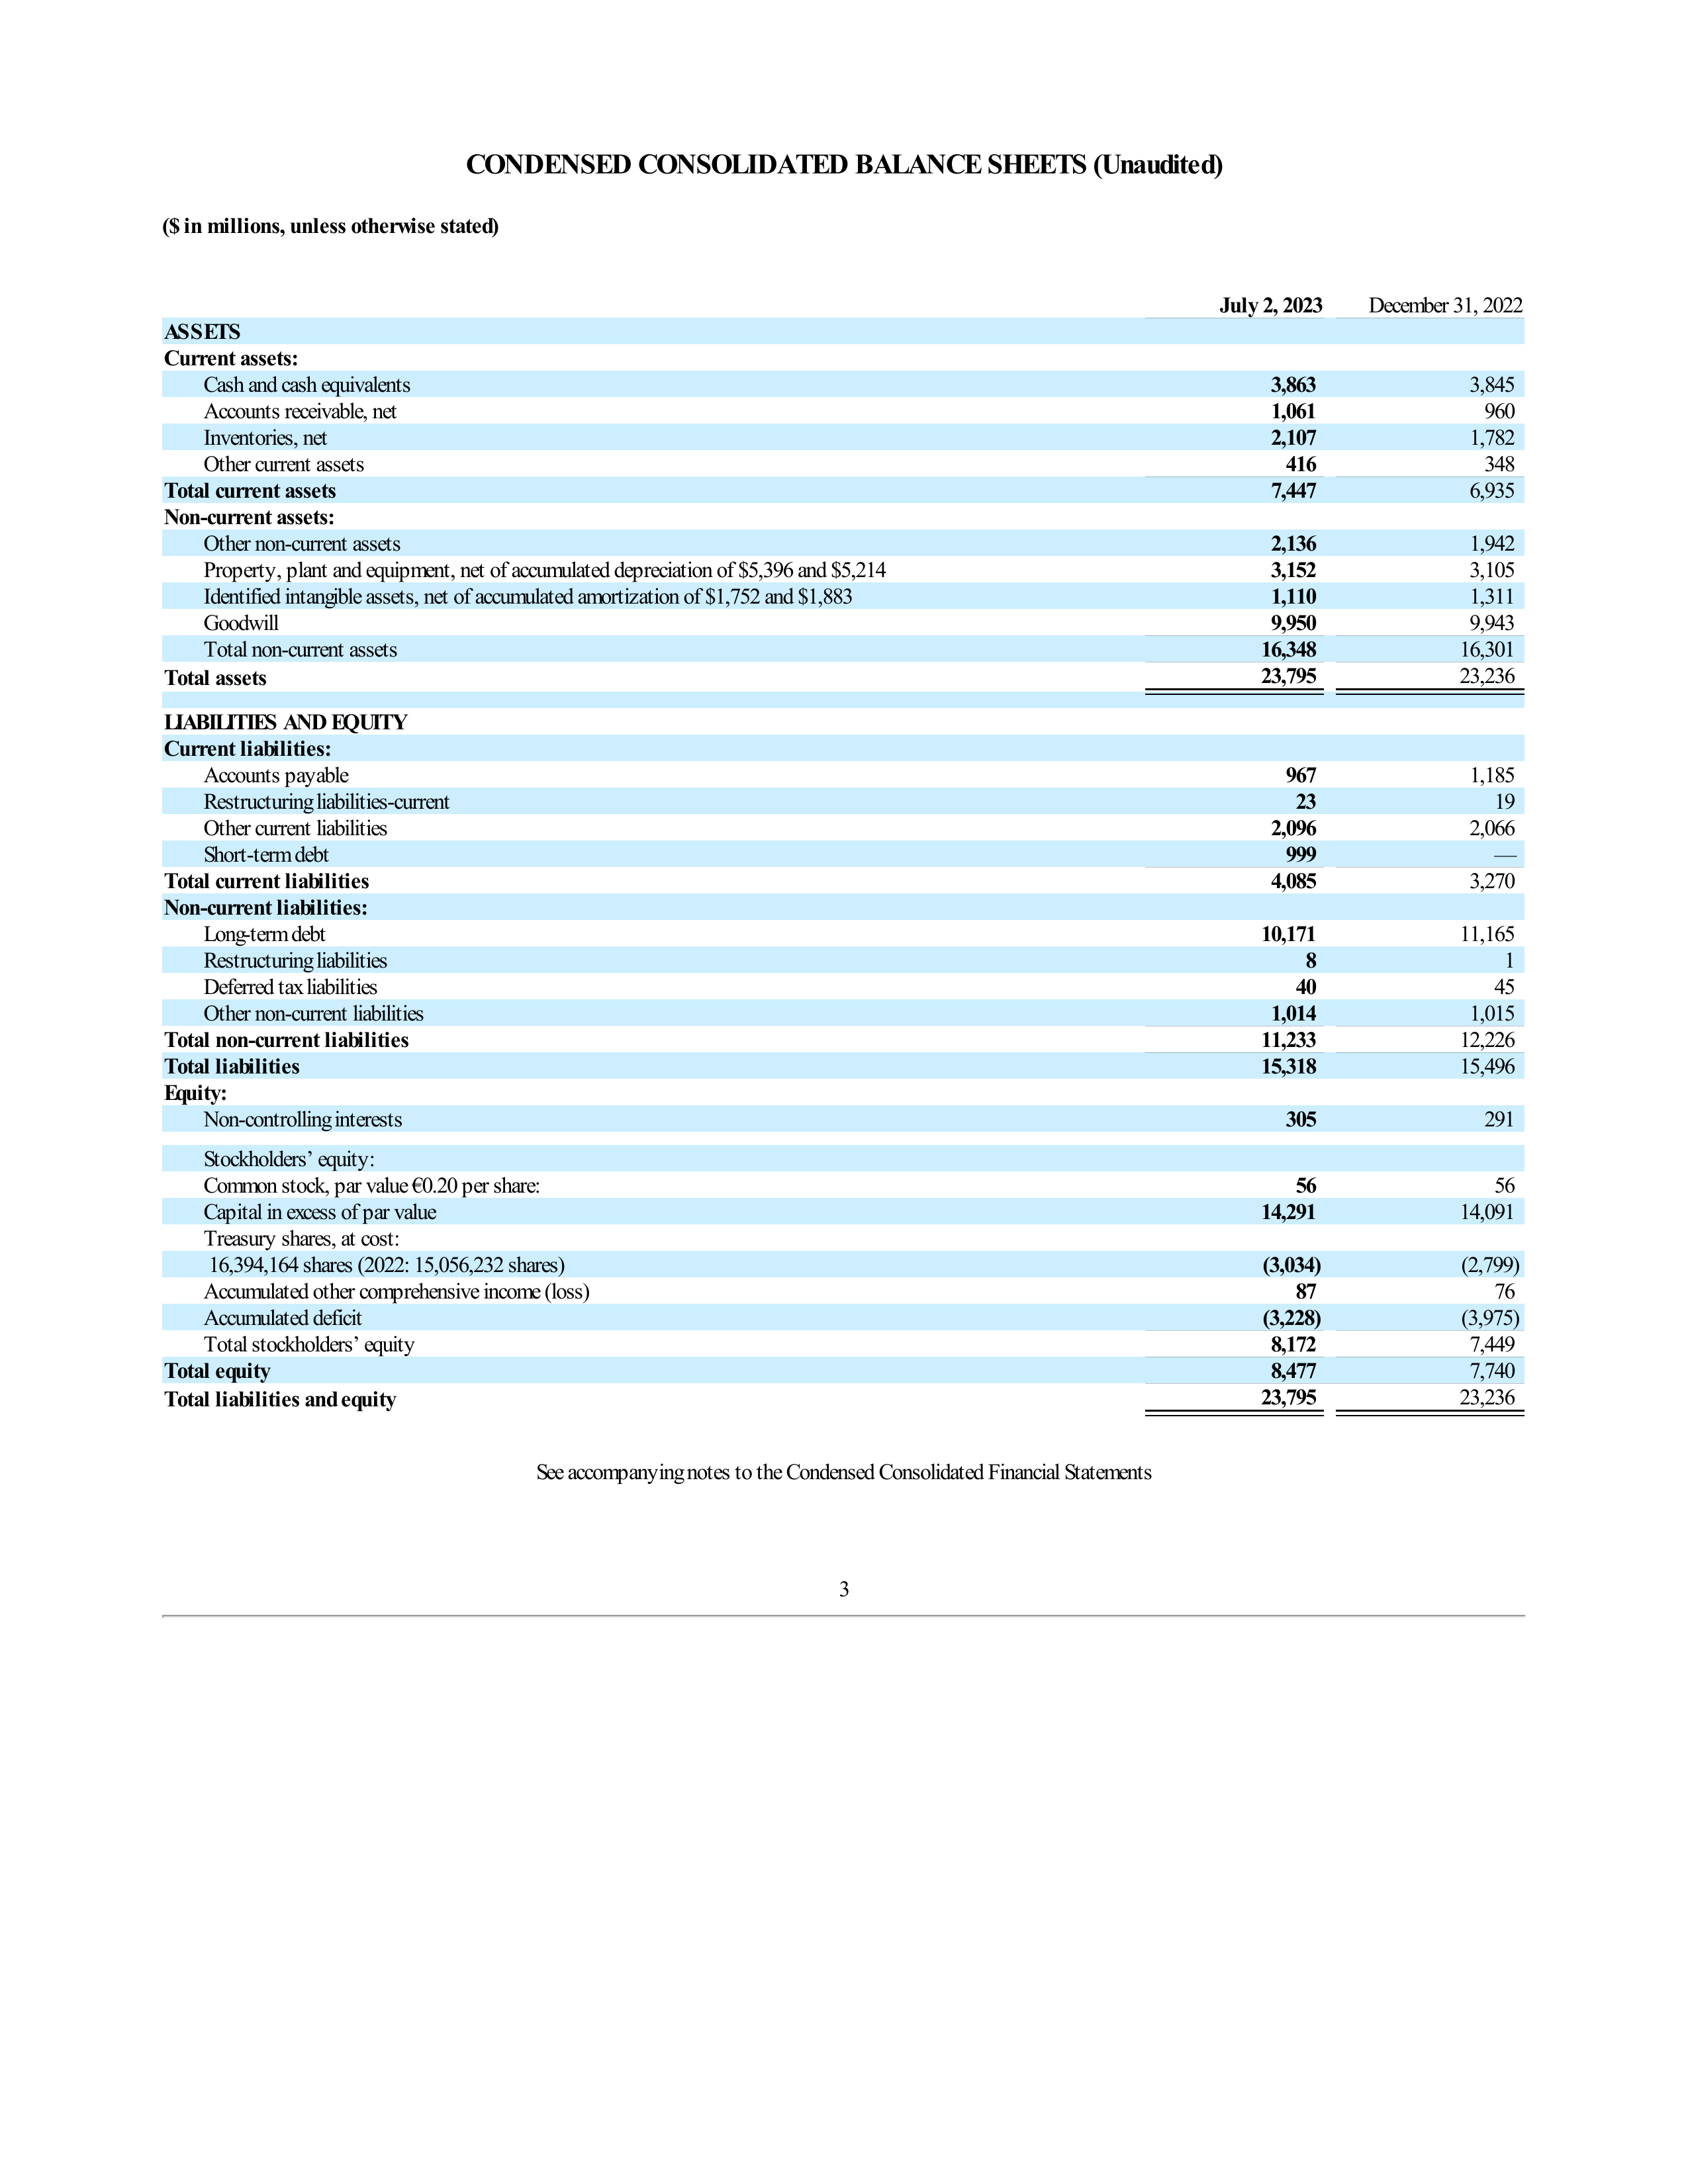 CONDENSED CONSOLIDATED BALANCE SHEETS (Unaudited)
($ in millions, unless otherwise stated)
July 2, 2023 December 31, 2022
ASSETS
Current assets:
Cash and cash equivalents 3,863 3,845
Accounts receivable, net 1,061 960
Inventories, net 2,107 1,782
Other current assets 416 348
Total current assets 7,447 6,935
Non-current assets:
Other non-current assets 2,136 1,942
Property, plant and equipment, net of accumulated depreciation of $5,396 and $5,214 3,152 3,105
Identified intangible assets, net of accumulated amortization of $1,752 and $1,883 1,110 1,311
Goodwill 9,950 9,943
Total non-current assets 16,348 16,301
Total assets 23,795 23,236
LIABILITIES AND EQUITY
Current liabilities:
Accounts payable 967 1,185
Restructuring liabilities-current 23 19
Other current liabilities 2,096 2,066
Short-term debt 999 —
Total current liabilities 4,085 3,270
Non-current liabilities:
Long-term debt 10,171 11,165
Restructuring liabilities 8 1
Deferred tax liabilities 40 45
Other non-current liabilities 1,014 1,015
Total non-current liabilities 11,233 12,226
Total liabilities 15,318 15,496
Equity:
Non-controlling interests 305 291
Stockholders’ equity:
Common stock, par value €0.20 per share: 56 56
Capital in excess of par value 14,291 14,091
Treasury shares, at cost:
16,394,164 shares (2022: 15,056,232 shares) (3,034) (2,799)
Accumulated other comprehensive income (loss) 87 76
Accumulated deficit (3,228) (3,975)
Total stockholders’ equity 8,172 7,449
Total equity 8,477 7,740
Total liabilities and equity 23,795 23,236
See accompanying notes to the Condensed Consolidated Financial Statements
3